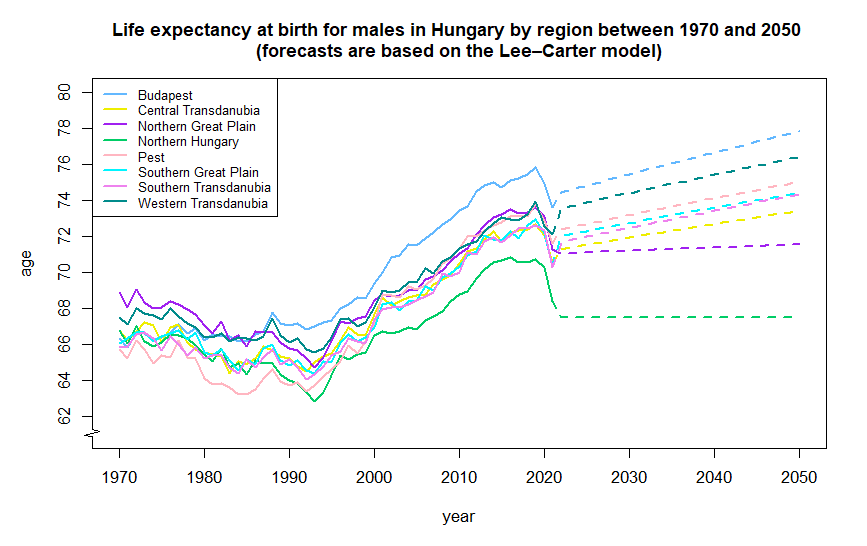 Life expectancy at birth for males in Hungary by region between 1970 and 2050
(forecasts are based on the Lee–Carter model)
Budapest
Central Transdanubia
Northern Great Plain
Northern Hungary
Pest
Southern Great Plain
Southern Transdanubia
Western Transdanubia
age
80
78
76
74
72
70
68
66
64
62
1970
1980
1990
2000
2010
2020
2030
2040
2050
year